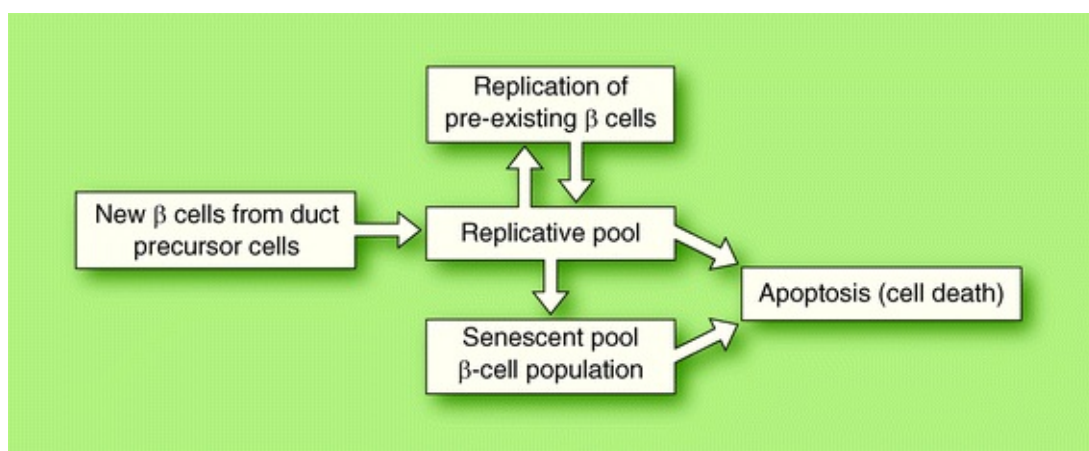 Replication of
pre-existing β cells
New β cells from duct
precursor cells
Replicative pool
Apoptosis (cell death)
Senescent pool
β-cell population